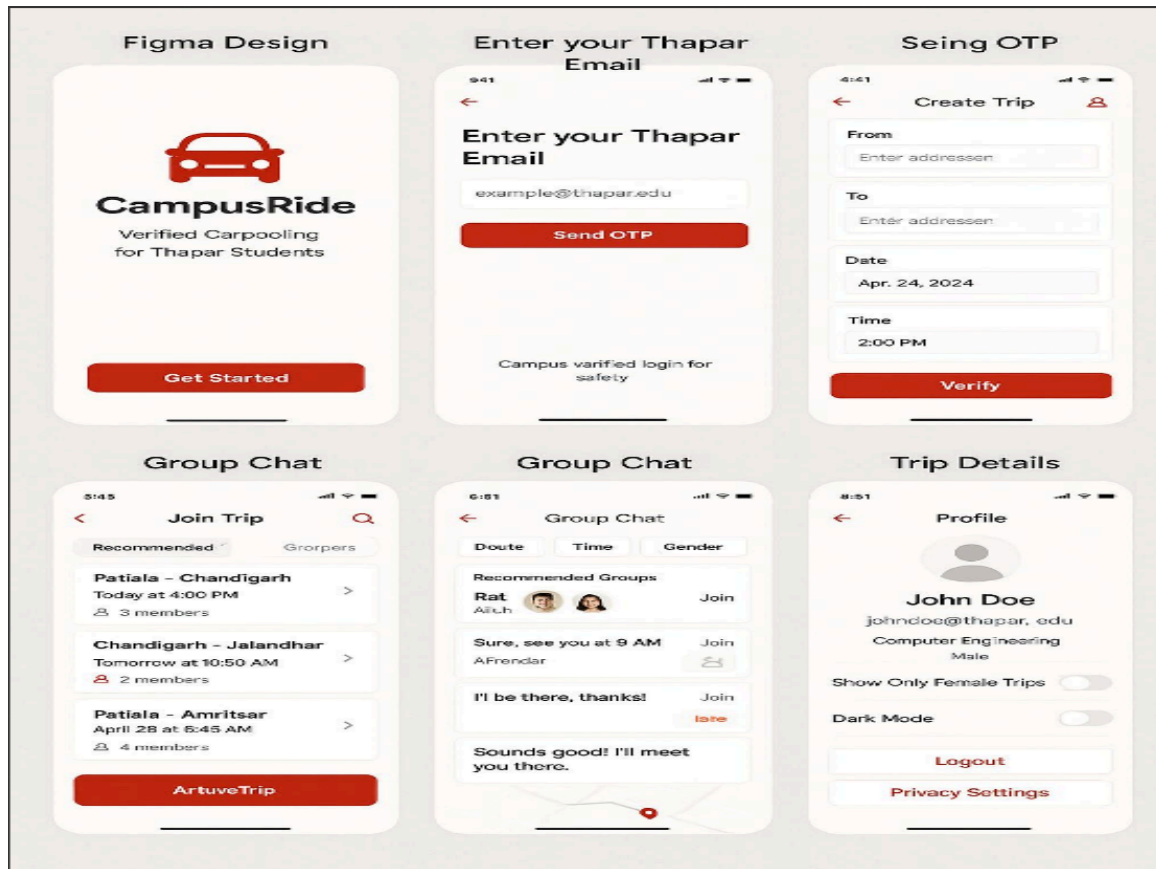 Figma Design
CampusRide
Verified Carpooling
for Thapar Students
Get Started
Enter your Thapar
Email
941
Enter your Thapar
Email
example@thapar.edu
Send OTP
Campus varified login for
safety
Seing OTP
4:41
Create Trip
From
Enter addressen
To
Enter addressen
Date
Apr. 24, 2024
Time
2:00 PM
Verify
Group Chat
5:45
Join Trip
Recommended
Grorpers
Patiala - Chandigarh
Today at 4:00 PM
3 members
Chandigarh - Jalandhar
Tomorrow at 10:50 AM
2 members
Patiala - Amritsar
April 28 at 6:45 AM
4 members
ArtuveTrip
Group Chat
Group Chat
Doute Time Gender
Recommended Groups
Rat Join
Sure, see you at 9 AM Join
AFrendar
I'l be there, thanks! Join
late
Sounds good! I'll meet
you there.
Trip Details
Profile
John Doe
johndoe@thapar, edu
Computer Engineering
Male
Show Only Female Trips
Dark Mode
Logout
Privacy Settings